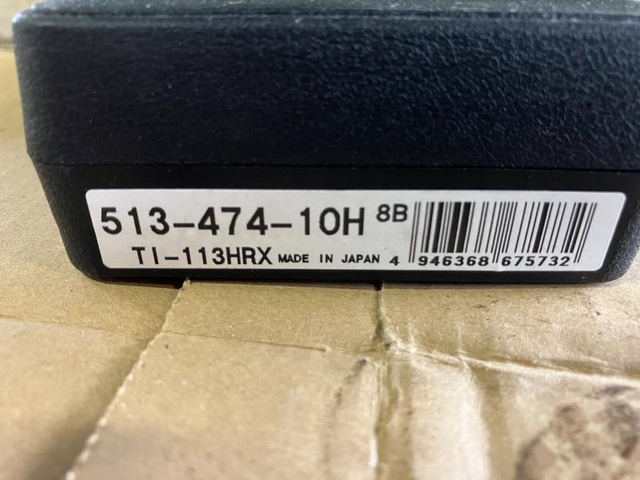 513-474-10H 8B
TI-113HRX MADE IN JAPAN 4 946368 675732